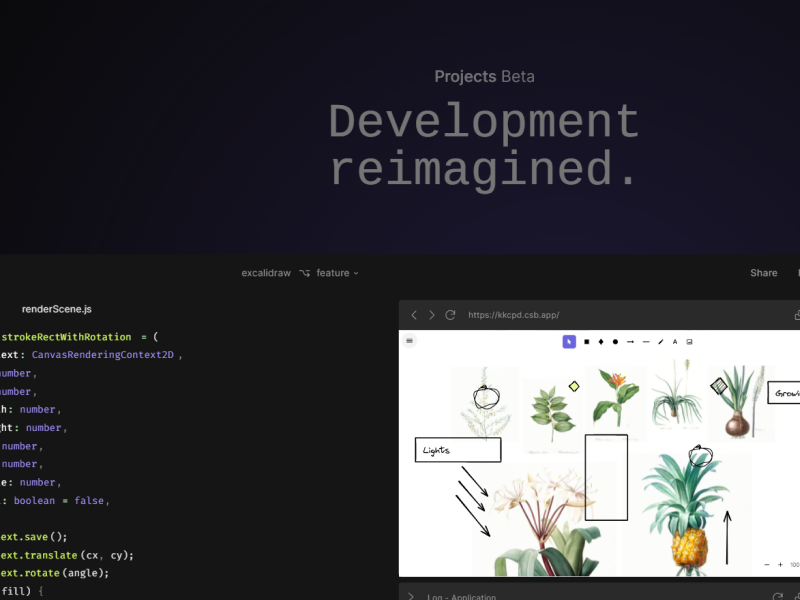 Projects Beta
Development
reimagined.
excalidraw feature
Share
renderScene.js
https://kkcpd.csb.app/
strokeRectWithRotation = (
ext: CanvasRenderingContext2D,
umber,
umber,
h: number,
ht: number,
number,
number,
e: number,
: boolean = false,
ext.save();
ext.translate(cx, cy);
ext.rotate(angle);
fill) {
A
Growi
Lights
100
Log - Application